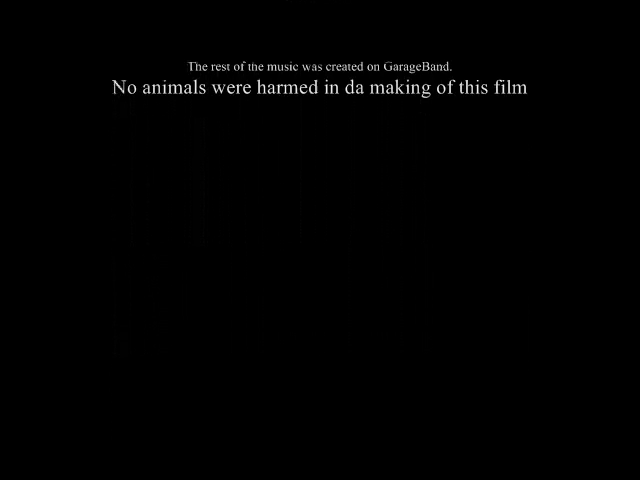 The rest of the music was created on GarageBand.
No animals were harmed in da making of this film